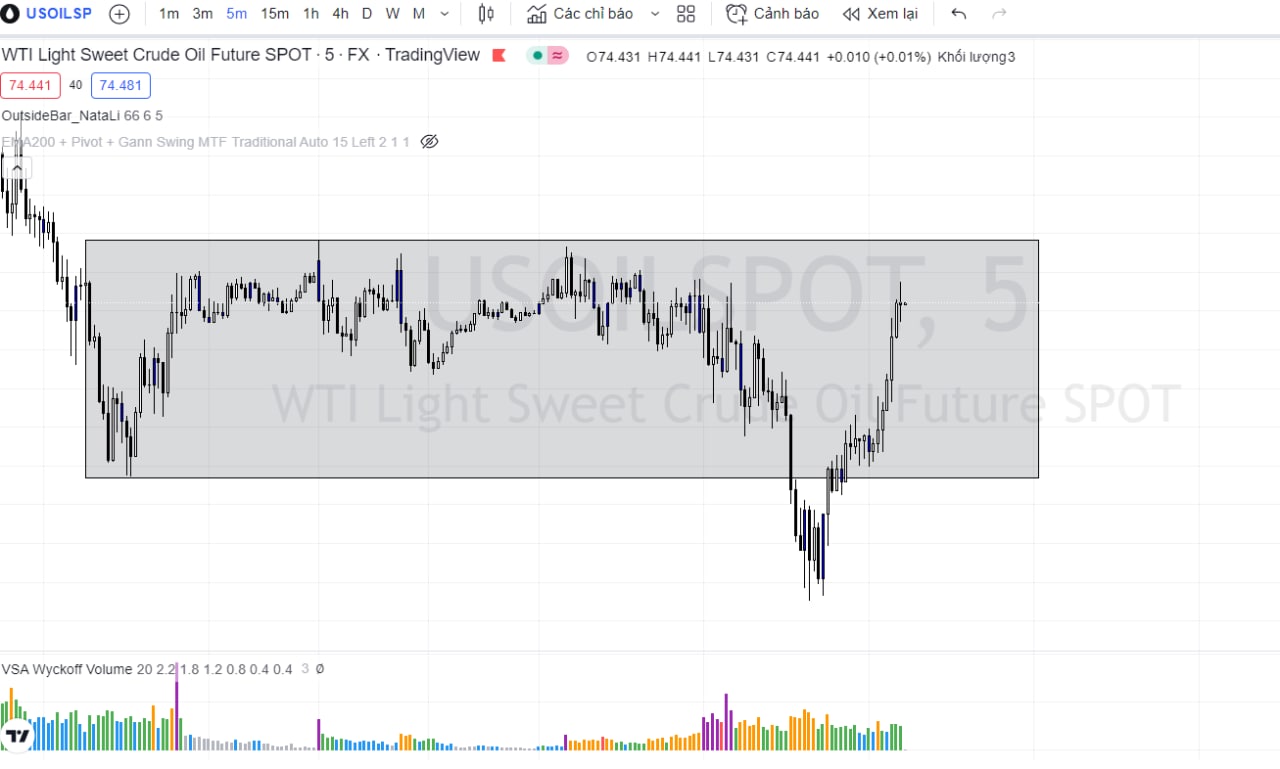 USOILSP 1m 3m 5m 15m 1h 4h D W M Các chỉ báo Cảnh báo Xem lại
WTI Light Sweet Crude Oil Future SPOT · 5 · FX · TradingView O74.431 H74.441 L74.431 C74.441 +0.010 (+0.01%) Khối lượng3
74.441 40 74.481
OutsideBar_NataLi 66 6 5
EMA200 + Pivot + Gann Swing MTF Traditional Auto 15 Left 2 1 1
USOILSPOT, 5
WTI Light Sweet Crude Oil Future SPOT
VSA Wyckoff Volume 20 2.2 1.8 1.2 0.8 0.4 0.4 3 Ø